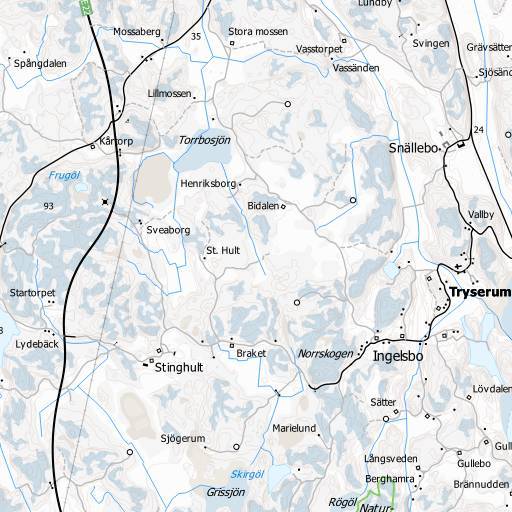 E22
Lundby
Mossaberg
35
Stora mossen
Vasstorpet
Svingen
Grävsätter
Spångdalen
Vassänden
Sjösänd
Lillmossen
Kårtorp
Torrbosjön
24
Snällebo
Frugöl
Henriksborg
93
Bidalen
Vallby
Sveaborg
St. Hult
Startorpet
Tryserum
3
Lydebäck
Braket
Norrskogen
Ingelsbo
Stinghult
Lövdalen
Sätter
Marielund
Sjögerum
Gull
Långsveden
Gullebo
Skirgöl
Berghamra
Brännudden
Grissjön
Rögöl
Natur-